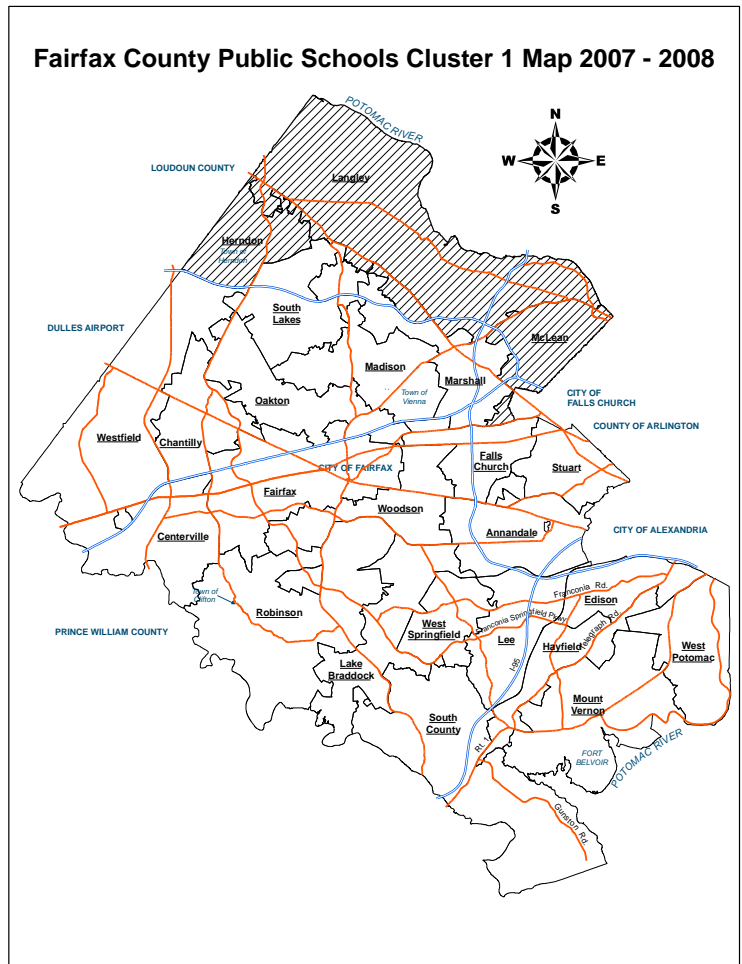 Fairfax County Public Schools Cluster 1 Map 2007 - 2008
POTOMAC RIVER
N
W
E
S
LOUDOUN COUNTY
Langley
Herndon
Town of
Herndon
South
Lakes
DULLES AIRPORT
McLean
Madison
Marshall
Town of
Vienna
CITY OF
FALLS CHURCH
Oakton
COUNTY OF ARLINGTON
Westfield
Chantilly
Falls
Church
CITY OF FAIRFAX
Stuart
Fairfax
Woodson
Centerville
Annandale
CITY OF ALEXANDRIA
Town of
Clifton
Franconia Rd.
Edison
Robinson
Franconia Springfield Pkwy
Telegraph Rd.
West
Springfield
PRINCE WILLIAM COUNTY
Lee
Hayfield
West
Potomac
I-95
Lake
Braddock
Mount
Vernon
South
County
Rt. 1
FORT
BELVOIR
POTOMAC RIVER
Gunston Rd.